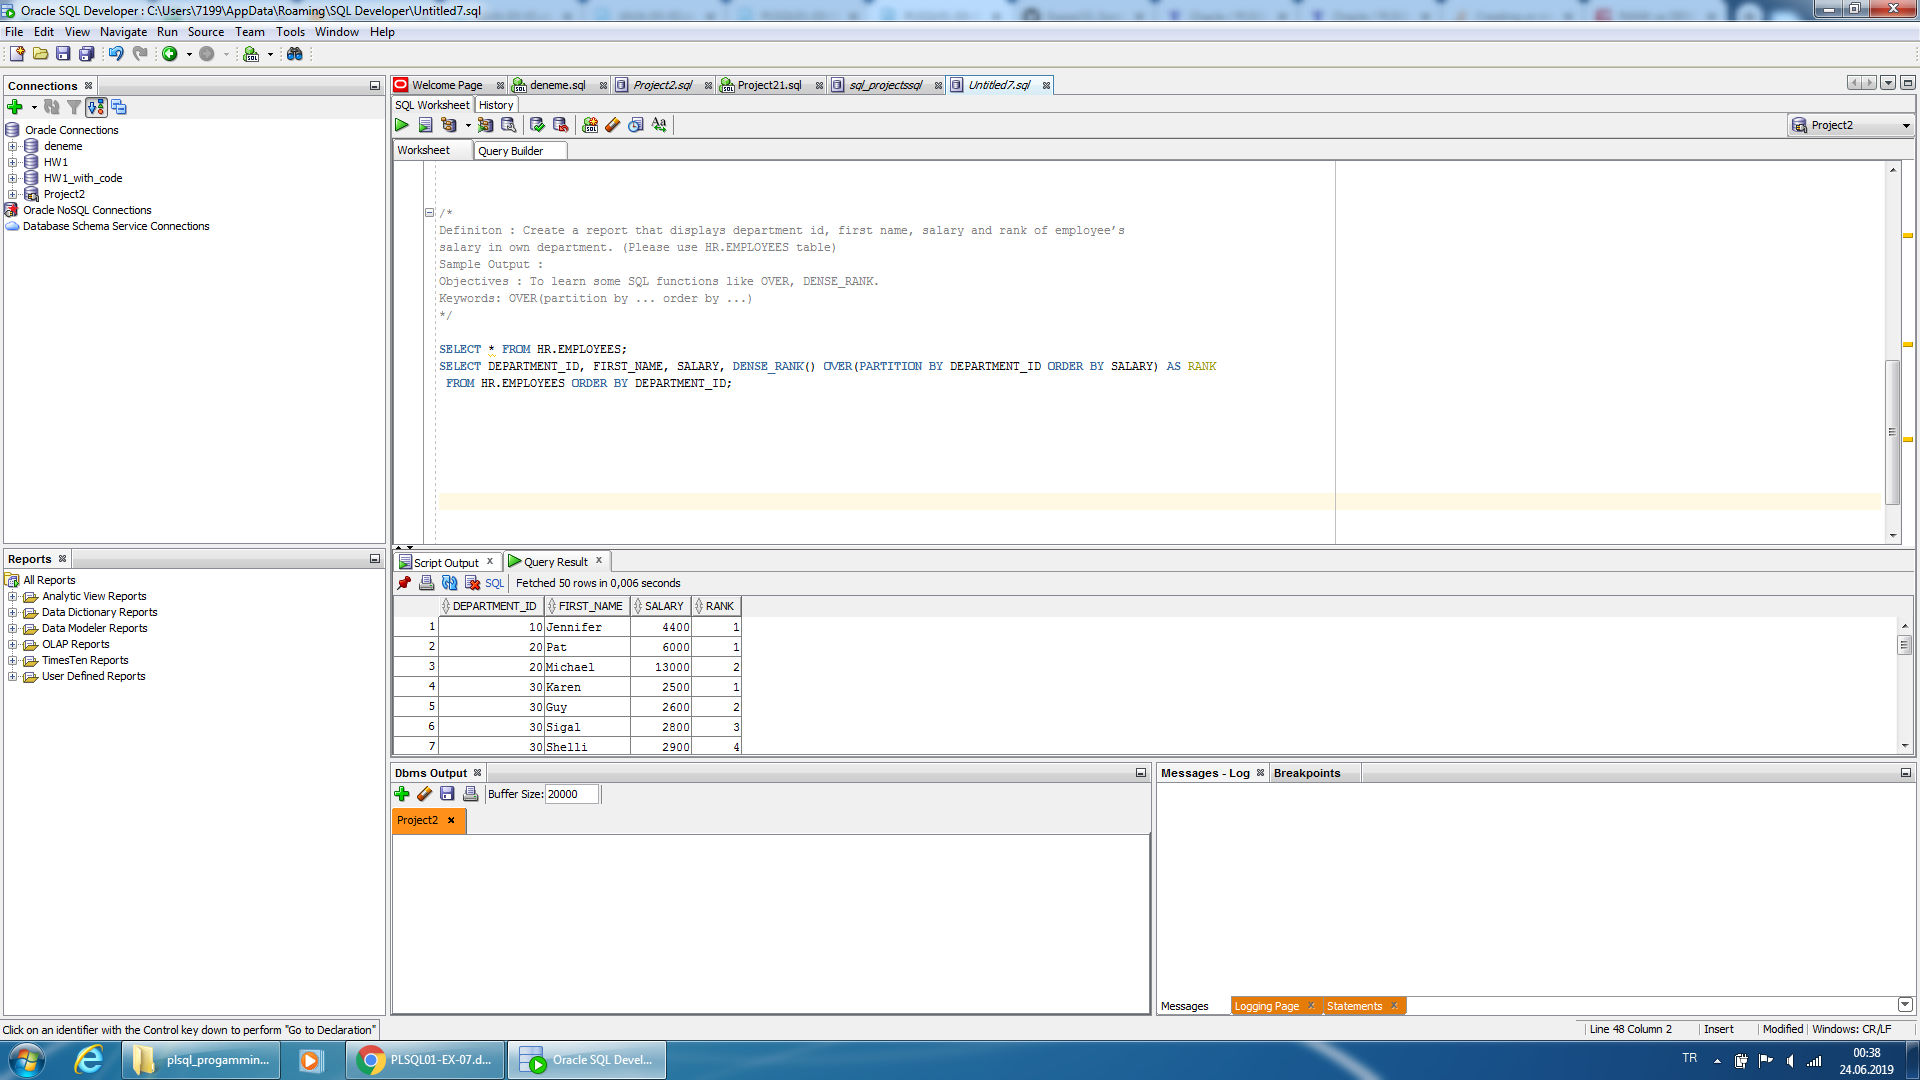 Oracle SQL Developer : C:\Users\7199\AppData\Roaming\SQL Developer\Untitled7.sql
File Edit View Navigate Run Source Team Tools Window Help
Connections
Oracle Connections
deneme
HW1
HW1_with_code
Project2
Oracle NoSQL Connections
Database Schema Service Connections
Reports
All Reports
Analytic View Reports
Data Dictionary Reports
Data Modeler Reports
OLAP Reports
TimesTen Reports
User Defined Reports
Welcome Page deneme.sql Project2.sql Project21.sql sql_projectssql Untitled7.sql
SQL Worksheet History
Project2
Worksheet Query Builder
/*
Definiton : Create a report that displays department id, first name, salary and rank of employee’s
salary in own department. (Please use HR.EMPLOYEES table)
Sample Output :
Objectives : To learn some SQL functions like OVER, DENSE_RANK.
Keywords: OVER(partition by ... order by ...)
*/
SELECT * FROM HR.EMPLOYEES;
SELECT DEPARTMENT_ID, FIRST_NAME, SALARY, DENSE_RANK() OVER(PARTITION BY DEPARTMENT_ID ORDER BY SALARY) AS RANK
FROM HR.EMPLOYEES ORDER BY DEPARTMENT_ID;
Script Output Query Result
SQL Fetched 50 rows in 0,006 seconds
DEPARTMENT_ID FIRST_NAME SALARY RANK
1 10 Jennifer 4400 1
2 20 Pat 6000 1
3 20 Michael 13000 2
4 30 Karen 2500 1
5 30 Guy 2600 2
6 30 Sigal 2800 3
7 30 Shelli 2900 4
Dbms Output
Buffer Size: 20000
Project2
Messages - Log Breakpoints
Messages Logging Page Statements
Click on an identifier with the Control key down to perform "Go to Declaration"
Line 48 Column 2 Insert Modified Windows: CR/LF
plsql_progammin... PLSQL01-EX-07.d... Oracle SQL Devel...
TR
00:38
24.06.2019